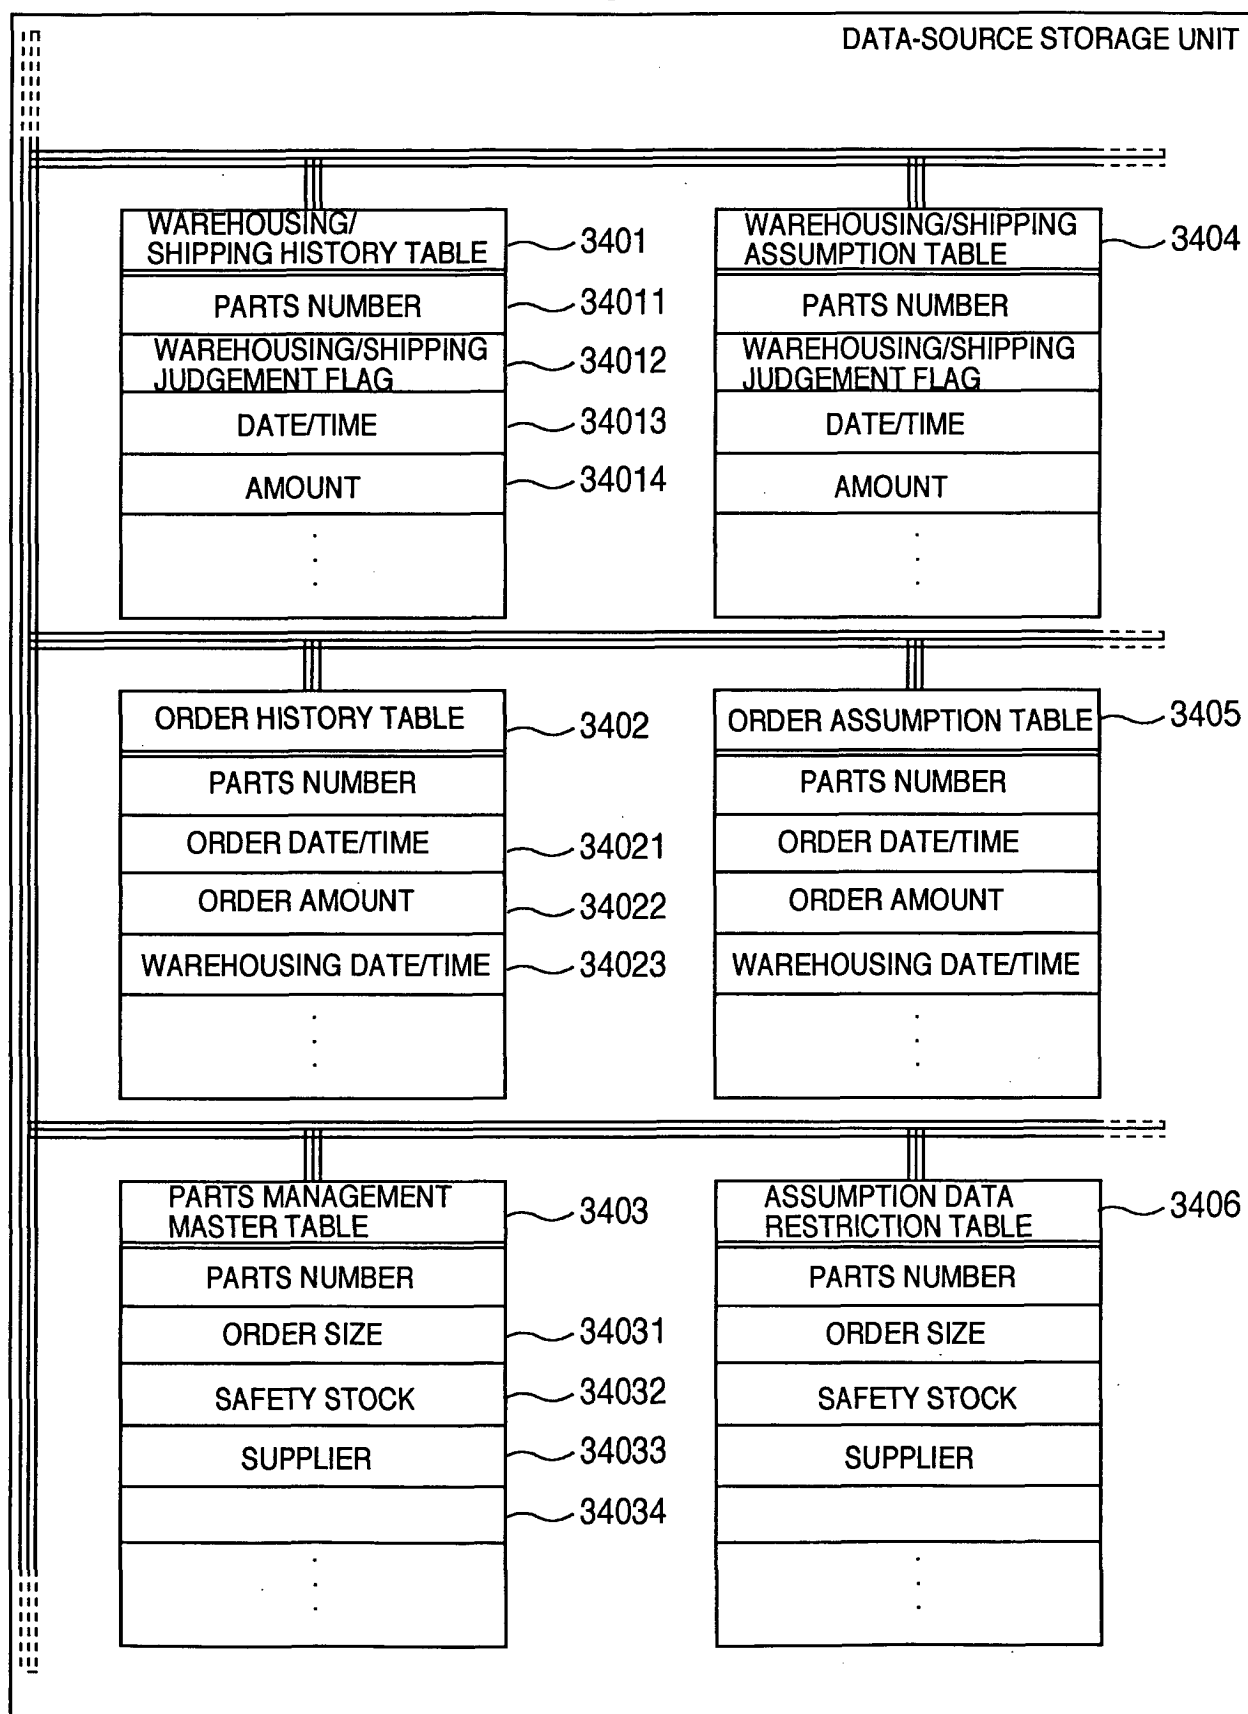 DATA-SOURCE STORAGE UNIT
WAREHOUSING/
SHIPPING HISTORY TABLE
3401
PARTS NUMBER
34011
WAREHOUSING/SHIPPING
JUDGEMENT FLAG
34012
DATE/TIME
34013
AMOUNT
34014
WAREHOUSING/SHIPPING
ASSUMPTION TABLE
3404
PARTS NUMBER
WAREHOUSING/SHIPPING
JUDGEMENT FLAG
DATE/TIME
AMOUNT
ORDER HISTORY TABLE
3402
PARTS NUMBER
ORDER DATE/TIME
34021
ORDER AMOUNT
34022
WAREHOUSING DATE/TIME
34023
ORDER ASSUMPTION TABLE
3405
PARTS NUMBER
ORDER DATE/TIME
ORDER AMOUNT
WAREHOUSING DATE/TIME
PARTS MANAGEMENT
MASTER TABLE
3403
PARTS NUMBER
ORDER SIZE
34031
SAFETY STOCK
34032
SUPPLIER
34033
34034
ASSUMPTION DATA
RESTRICTION TABLE
3406
PARTS NUMBER
ORDER SIZE
SAFETY STOCK
SUPPLIER